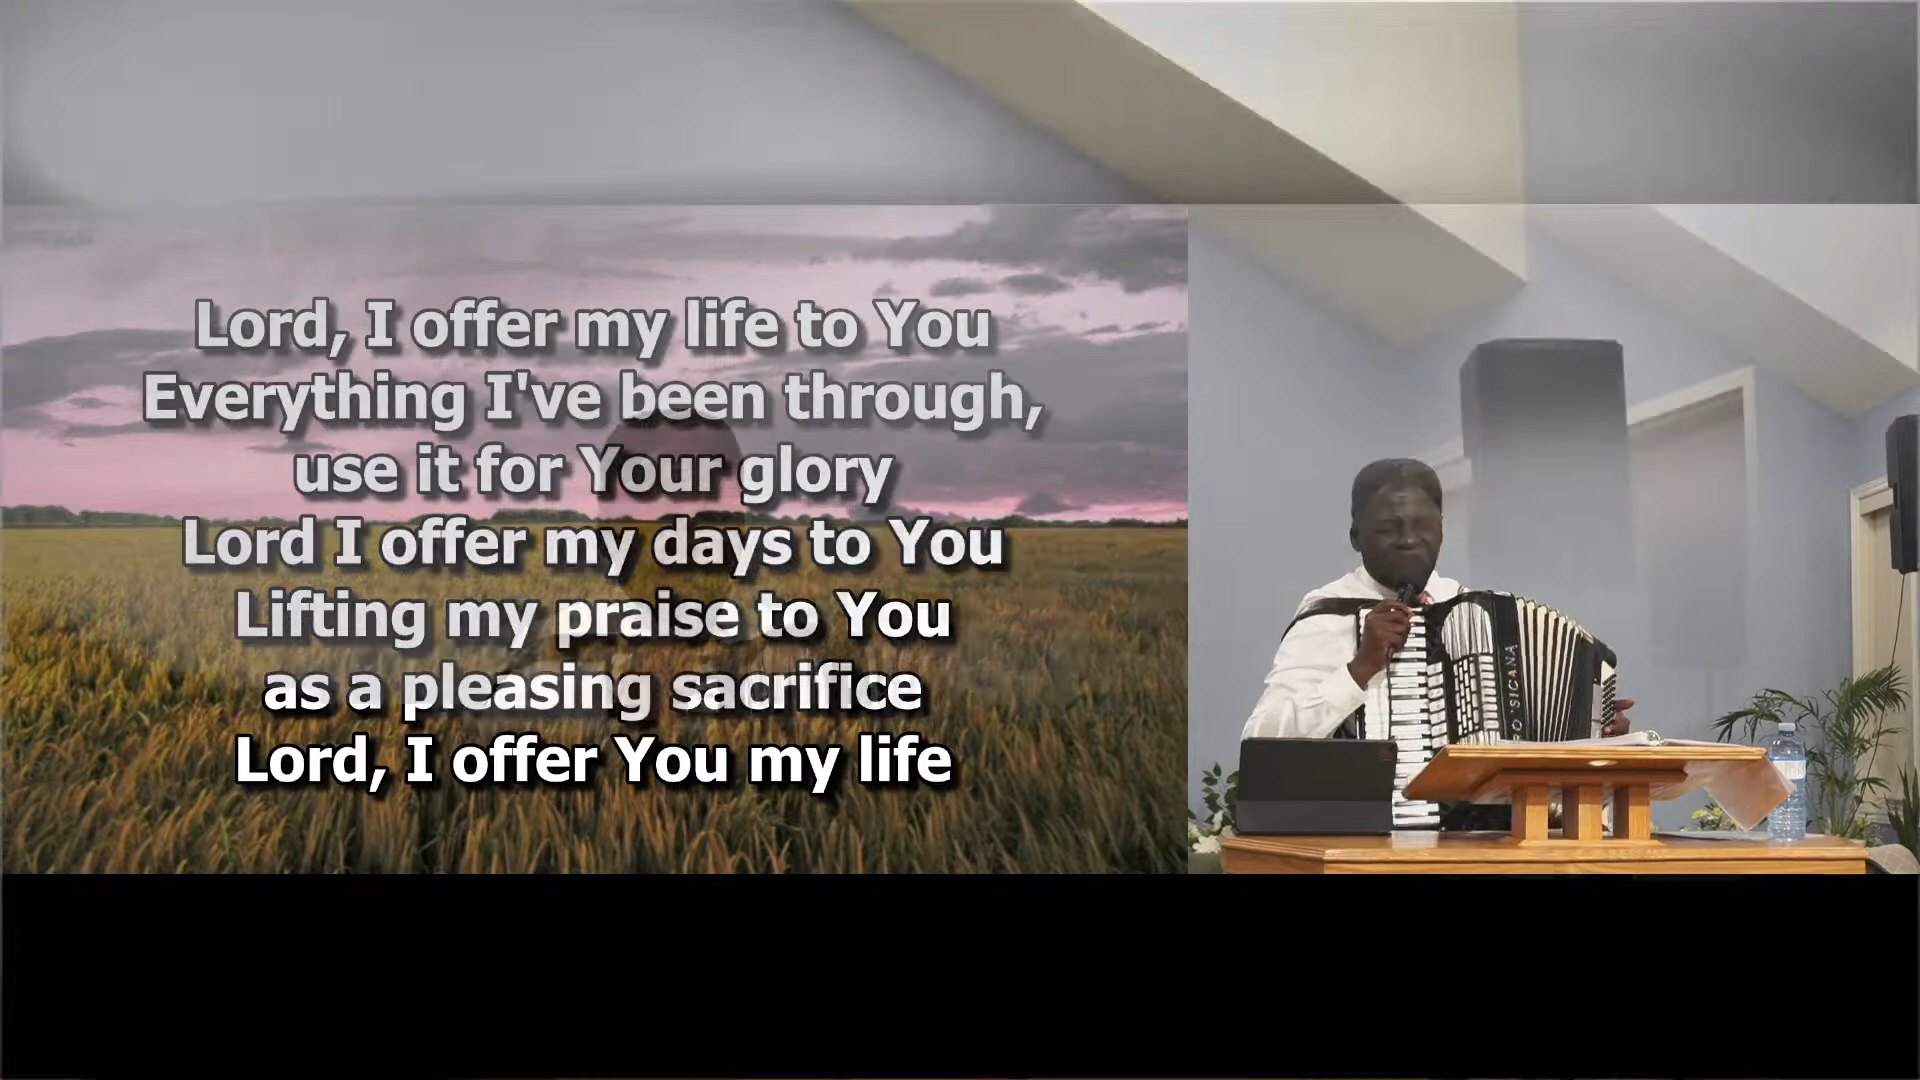 Lord, I offer my life to You
Everything I've been through,
use it for Your glory
Lord I offer my days to You
Lifting my praise to You
as a pleasing sacrifice
Lord, I offer You my life